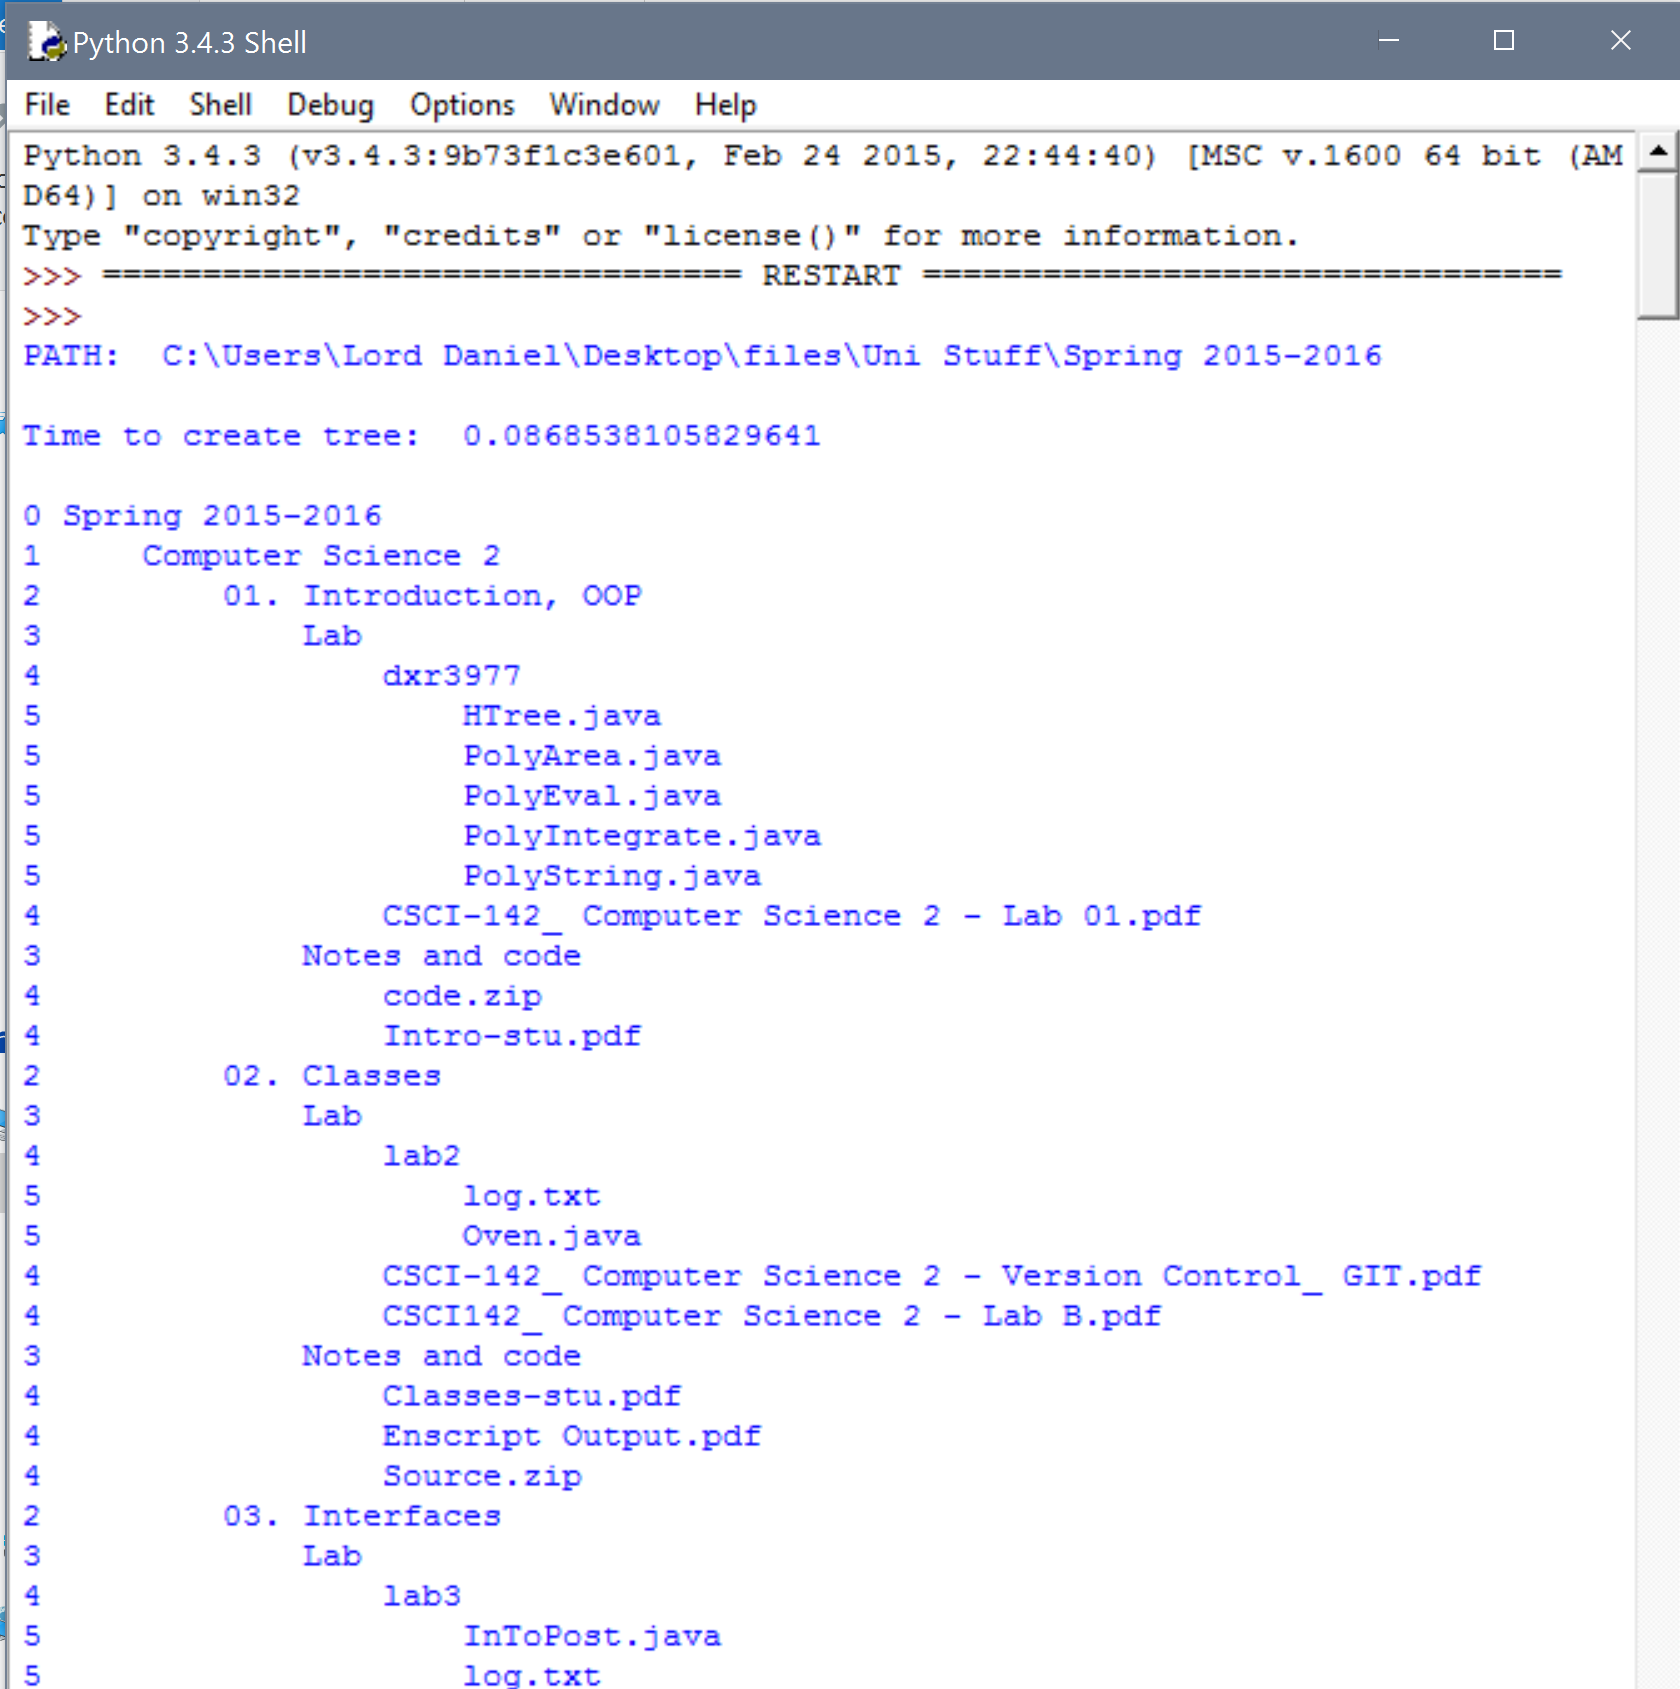 Python 3.4.3 Shell
File Edit Shell Debug Options Window Help
Python 3.4.3 (v3.4.3:9b73f1c3e601, Feb 24 2015, 22:44:40) [MSC v.1600 64 bit (AM
D64)] on win32
Type "copyright", "credits" or "license()" for more information.
>>> ================================ RESTART ================================
>>>
PATH:  C:\Users\Lord Daniel\Desktop\files\Uni Stuff\Spring 2015-2016
Time to create tree:  0.0868538105829641
0 Spring 2015-2016
1     Computer Science 2
2         01. Introduction, OOP
3             Lab
4                 dxr3977
5                     HTree.java
5                     PolyArea.java
5                     PolyEval.java
5                     PolyIntegrate.java
5                     PolyString.java
4                 CSCI-142_ Computer Science 2 - Lab 01.pdf
3             Notes and code
4                 code.zip
4                 Intro-stu.pdf
2         02. Classes
3             Lab
4                 lab2
5                     log.txt
5                     Oven.java
4                 CSCI-142_ Computer Science 2 - Version Control_ GIT.pdf
4                 CSCI142_ Computer Science 2 - Lab B.pdf
3             Notes and code
4                 Classes-stu.pdf
4                 Enscript Output.pdf
4                 Source.zip
2         03. Interfaces
3             Lab
4                 lab3
5                     InToPost.java
5                     log.txt